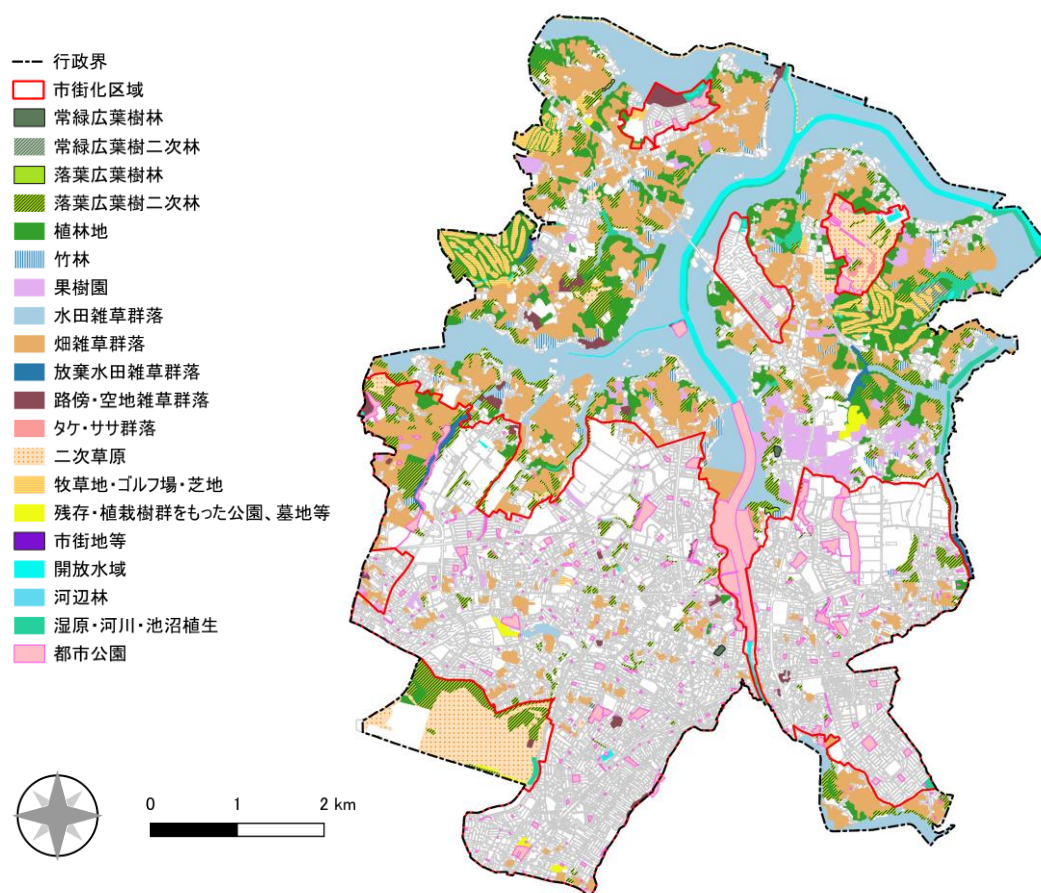 行政界
市街化区域
常緑広葉樹林
常緑広葉樹二次林
落葉広葉樹林
落葉広葉樹二次林
植林地
竹林
果樹園
水田雑草群落
畑雑草群落
放棄水田雑草群落
路傍・空地雑草群落
タケ・ササ群落
二次草原
牧草地・ゴルフ場・芝地
残存・植栽樹群をもった公園、墓地等
市街地等
開放水域
河辺林
湿原・河川・池沼植生
都市公園
0 1 2 km